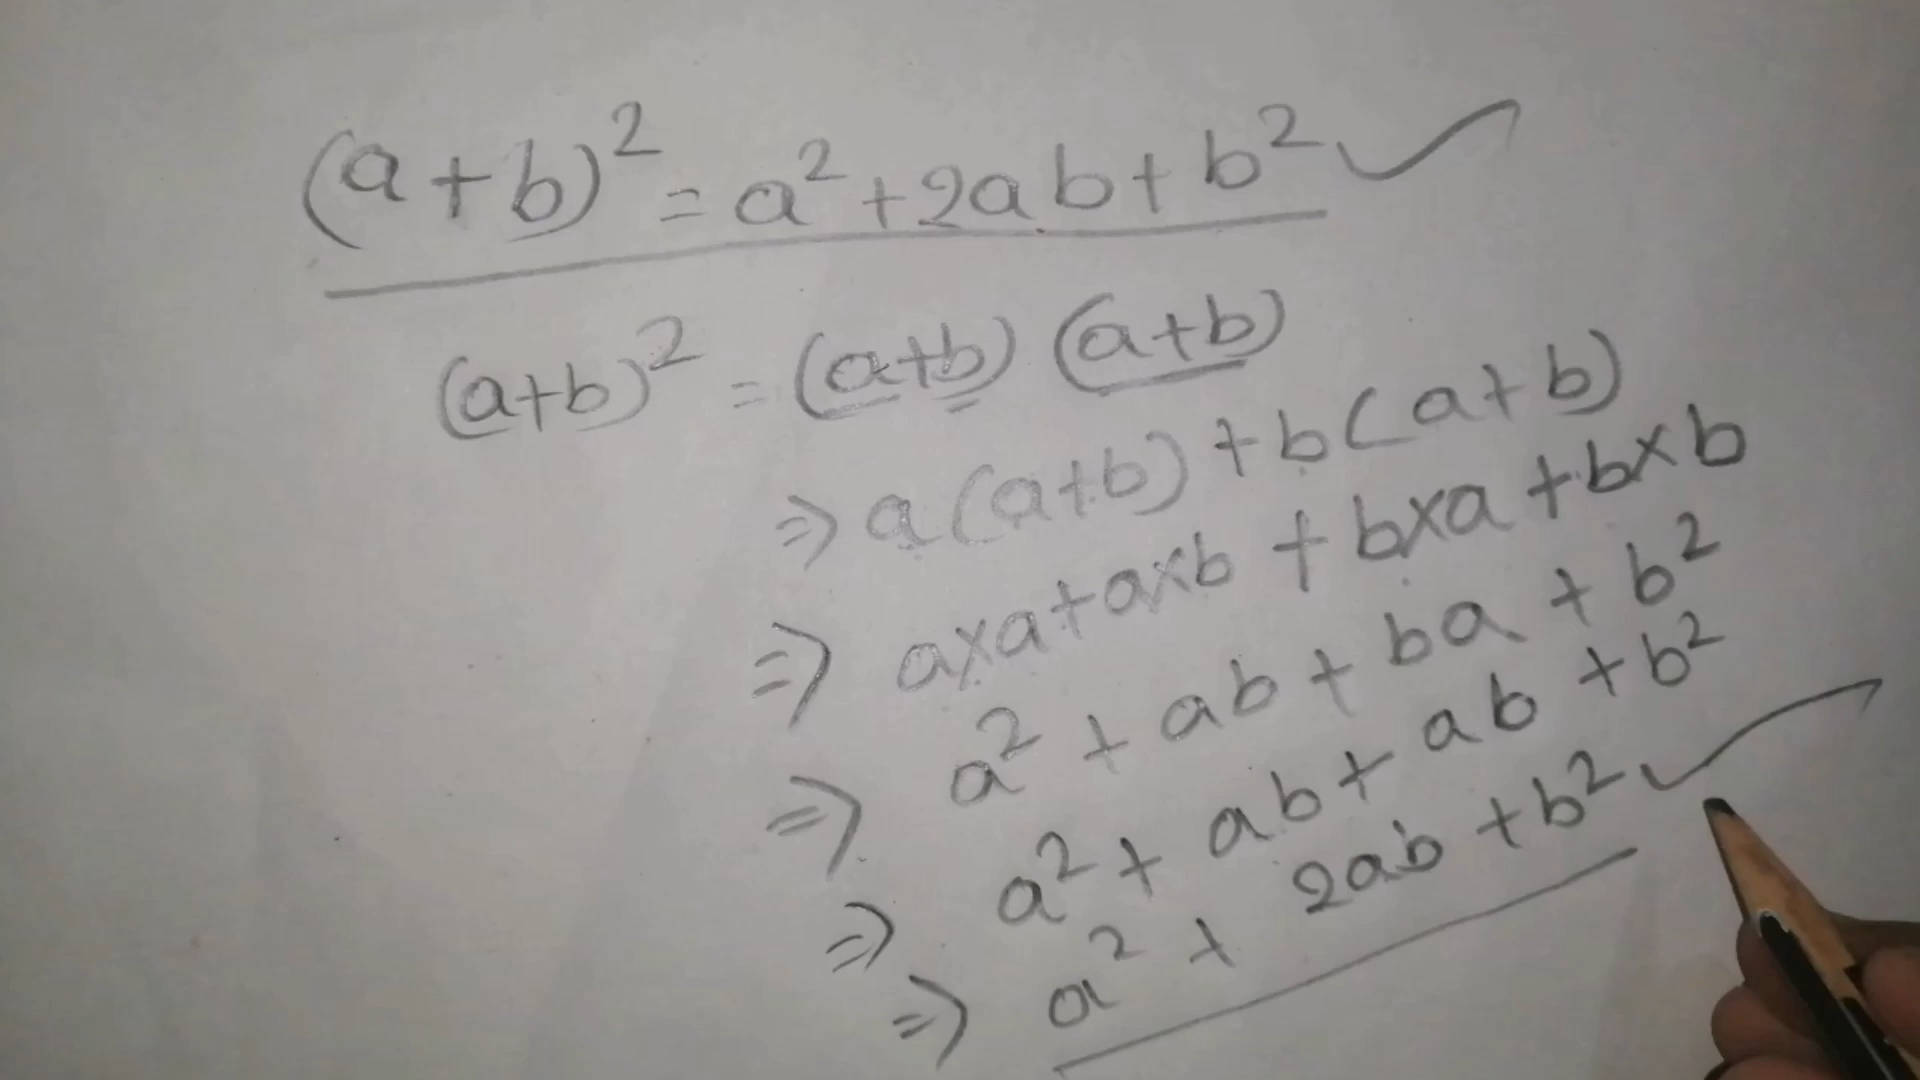 (a+b)² = a² + 2ab + b² ✓
(a+b)² = (a+b) (a+b)
⇒ a(a+b) + b(a+b)
⇒ a×a + a×b + b×a + b×b
⇒ a² + ab + ba + b²
⇒ a² + ab + ab + b²
⇒ a² + 2ab + b² ✓